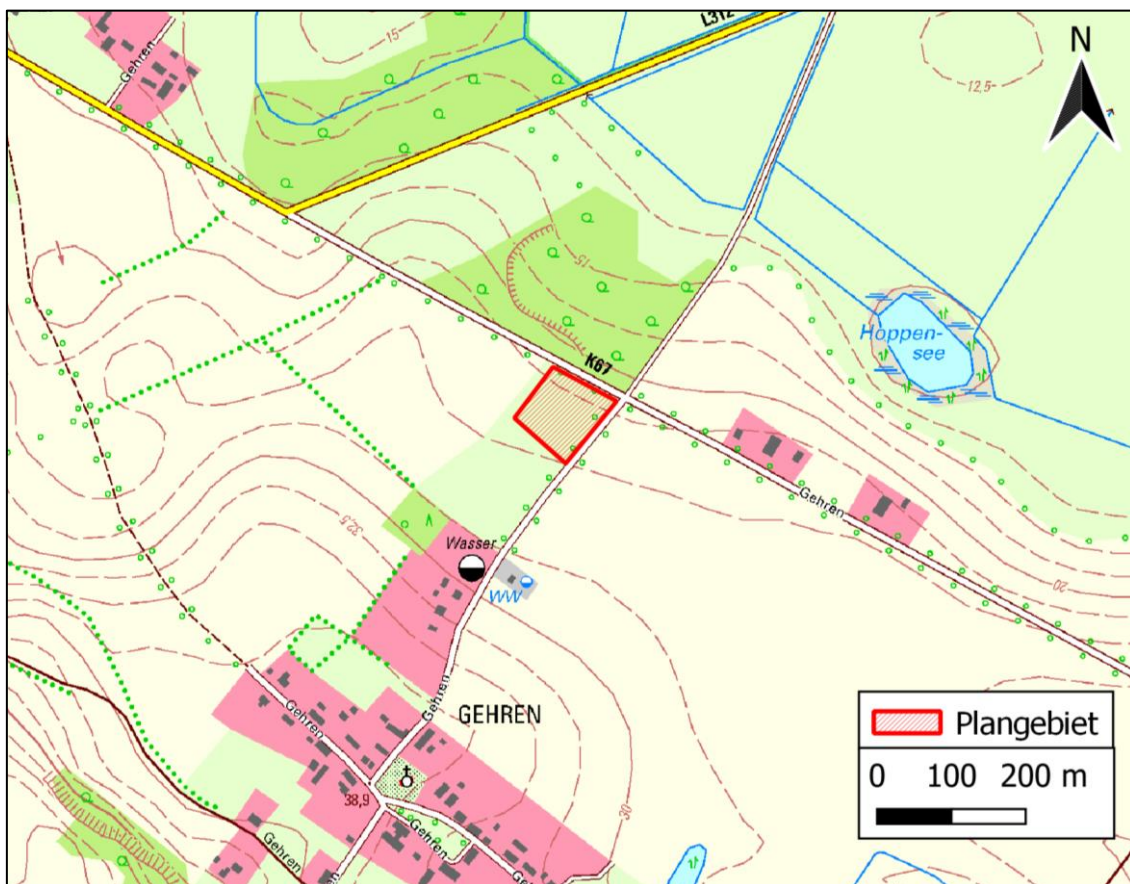 L312
15
N
12,5
Gehren
15
K67
Hoppen-
see
Gehren
32,5
Wasser
WW
20
Gehren
GEHREN
Gehren
38,9
30
Gehren
Gehren
Plangebiet
0 100 200 m